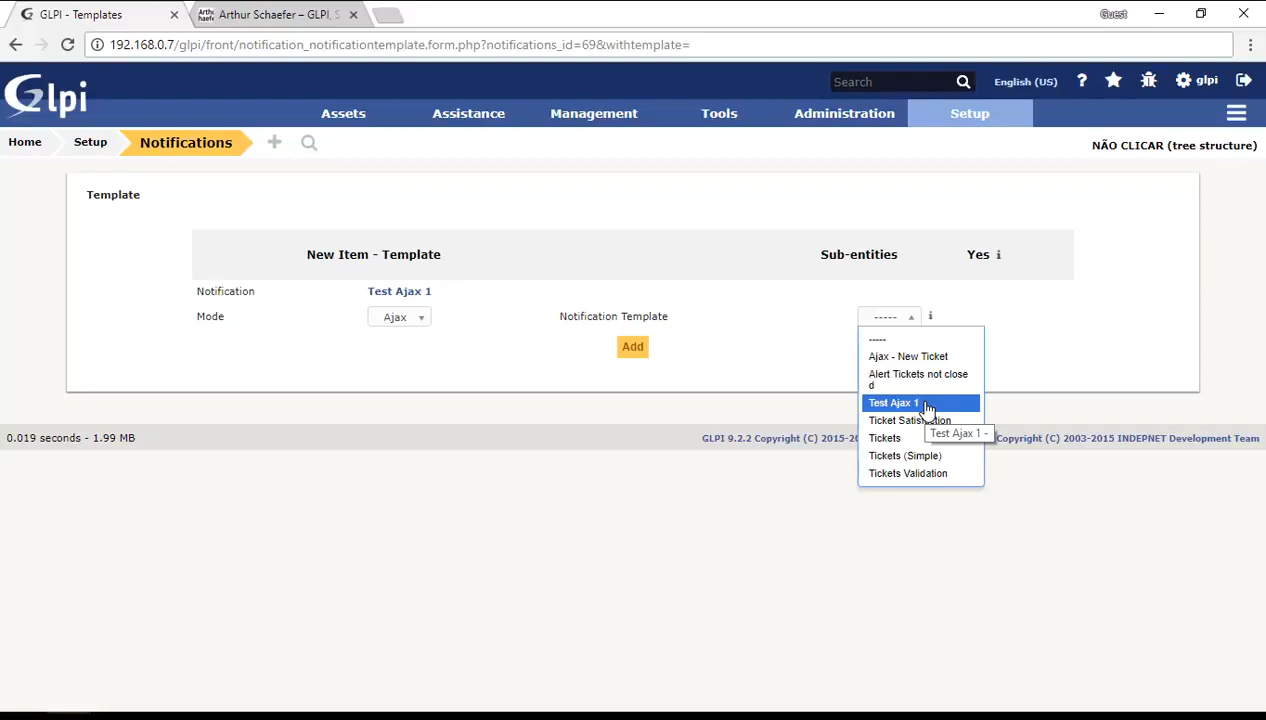 GLPI - Templates
Arthur Schaefer – GLPI, S
Guest
192.168.0.7/glpi/front/notification_notificationtemplate.form.php?notifications_id=69&withtemplate=
Glpi
Search
English (US)
?
glpi
Assets
Assistance
Management
Tools
Administration
Setup
Home
Setup
Notifications
NÃO CLICAR (tree structure)
Template
New Item - Template
Sub-entities
Yes
Notification
Test Ajax 1
Mode
Ajax
Notification Template
-----
Add
-----
Ajax - New Ticket
Alert Tickets not close
d
Test Ajax 1
Ticket Satisfaction
Test Ajax 1 -
Tickets
Tickets (Simple)
Tickets Validation
0.019 seconds - 1.99 MB
GLPI 9.2.2 Copyright (C) 2015-20
Copyright (C) 2003-2015 INDEPNET Development Team